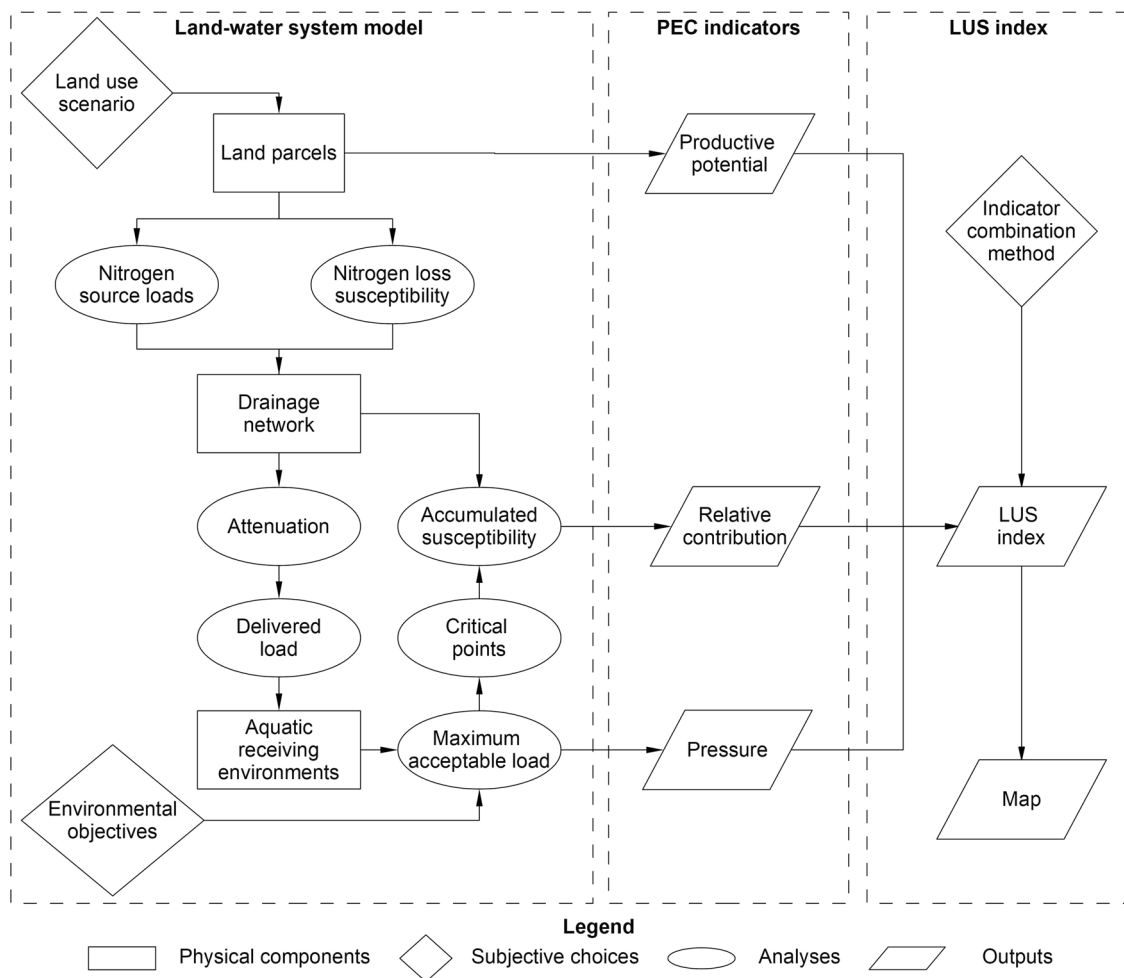 Land-water system model
PEC indicators
LUS index
Land use
scenario
Land parcels
Productive
potential
Indicator
combination
method
Nitrogen
source loads
Nitrogen loss
susceptibility
Drainage
network
Attenuation
Accumulated
susceptibility
Relative
contribution
LUS
index
Delivered
load
Critical
points
Aquatic
receiving
environments
Maximum
acceptable load
Pressure
Map
Environmental
objectives
Legend
Physical components
Subjective choices
Analyses
Outputs